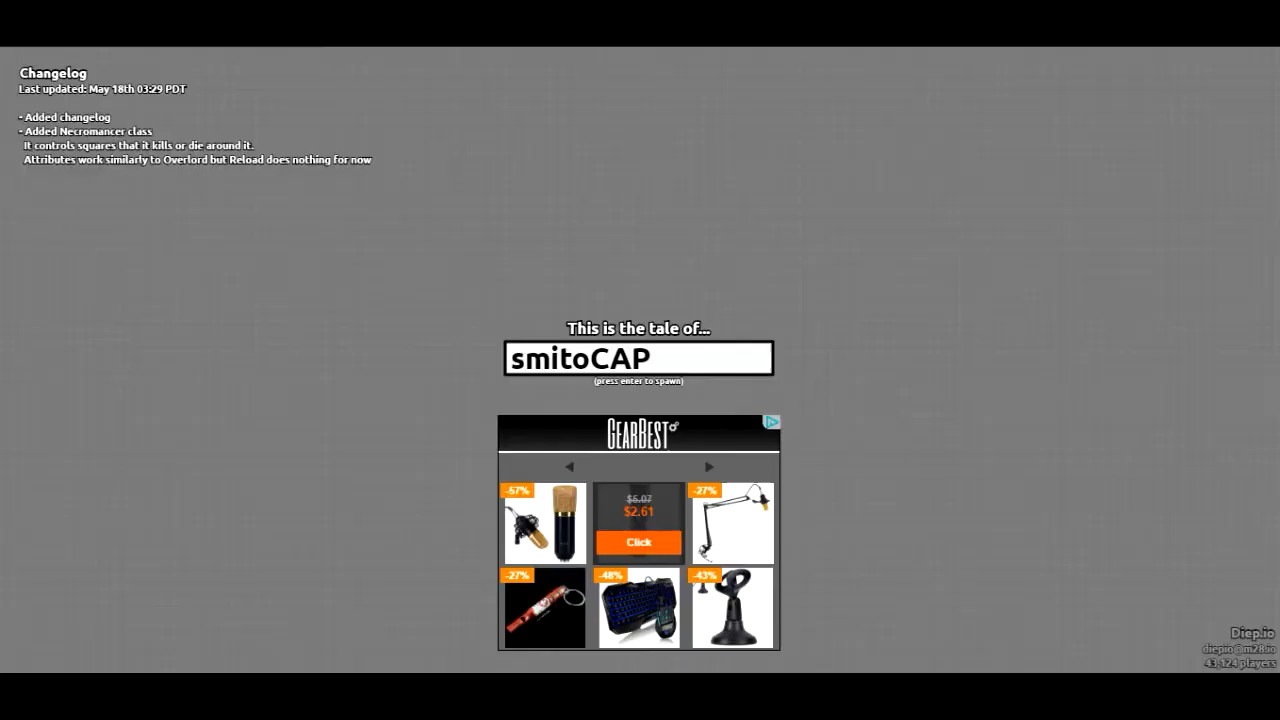 Changelog
Last updated: May 18th 03:29 PDT
- Added changelog
- Added Necromancer class
It controls squares that it kills or die around it.
Attributes work similarly to Overlord but Reload does nothing for now
This is the tale of...
smitoCAP
(press enter to spawn)
GEARBEST
-57% $5.07 -27%
$2.61
Click
-27% -48% -43%
Diep.io
diepio@m28.io
43,124 players